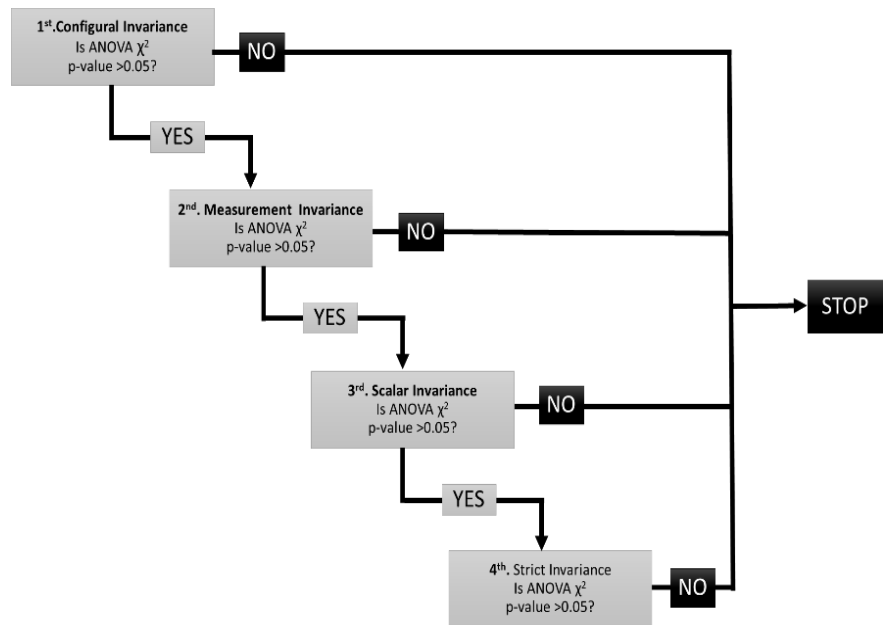 1st.Configural Invariance
Is ANOVA χ2
p-value >0.05?
NO
YES
2nd. Measurement Invariance
Is ANOVA χ2
p-value >0.05?
NO
YES
STOP
3rd. Scalar Invariance
Is ANOVA χ2
p-value >0.05?
NO
YES
4th. Strict Invariance
Is ANOVA χ2
p-value >0.05?
NO